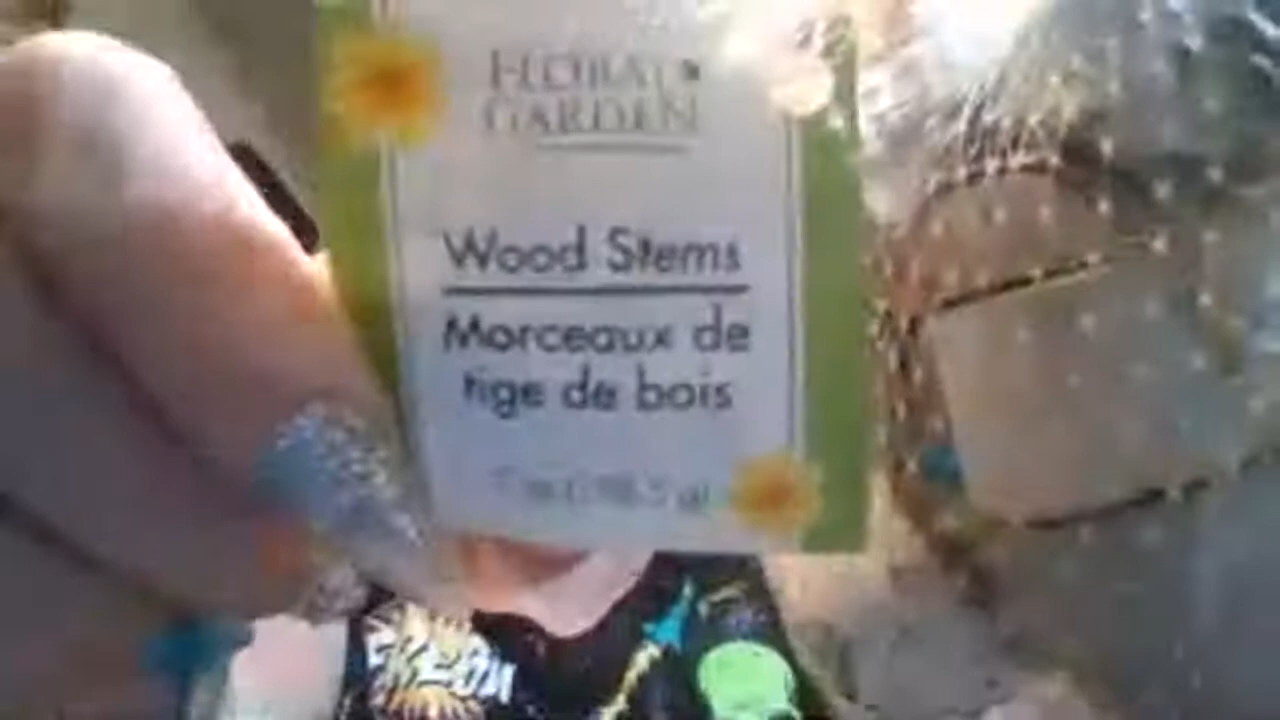 FLORAL
GARDEN
Wood Stems
Morceaux de
tige de bois